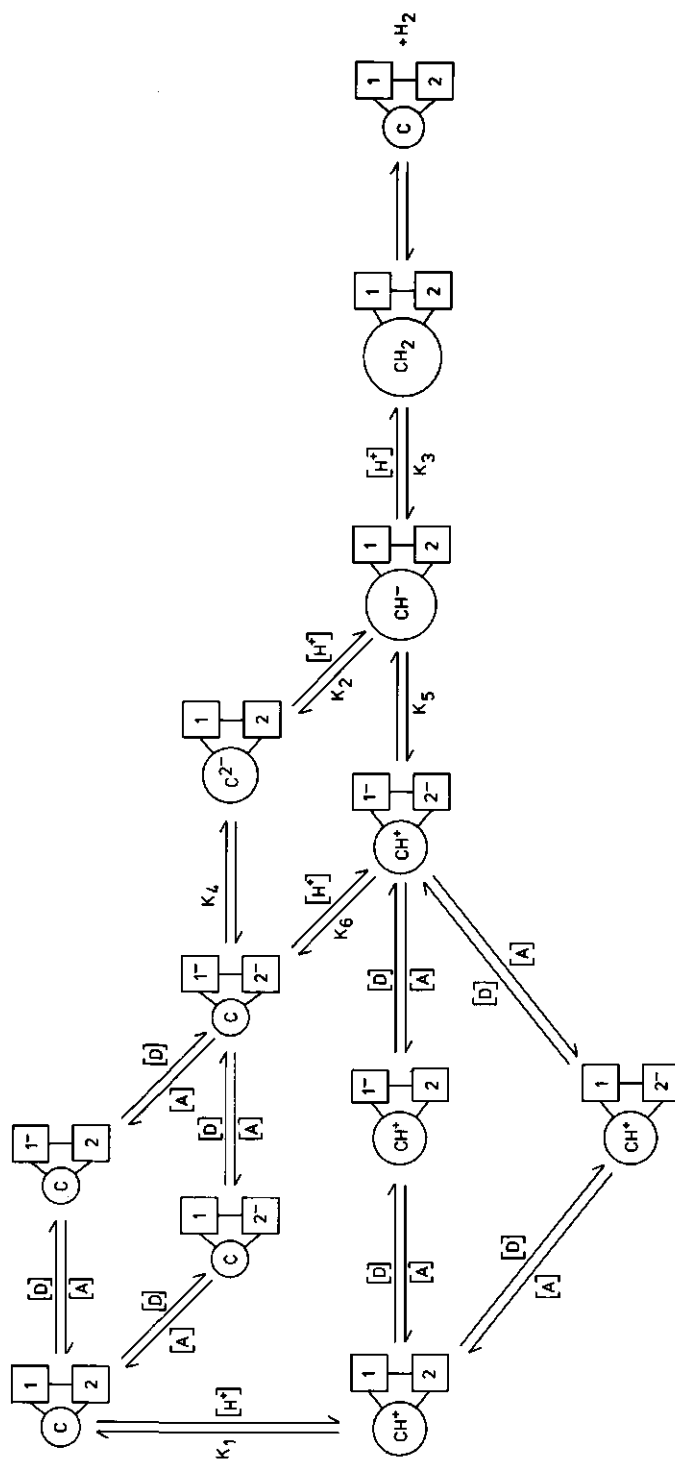 1
1⁻
C
[D]
C
[A]
2
2
[D]
[D]
[A]
[A]
1
1⁻
K₄
1
C
[D]
C
C²⁻
[A]
2⁻
2⁻
2
K₁
[H⁺]
[H⁺]
K₆
[H⁺]
K₂
1
1⁻
1⁻
1
1
1
CH⁺
[D]
CH⁺
[D]
CH⁺
CH⁻
[H⁺]
CH₂
C
+H₂
[A]
[A]
K₅
K₃
2
2
2⁻
2
2
2
[D]
[D]
[A]
[A]
1
CH⁺
2⁻